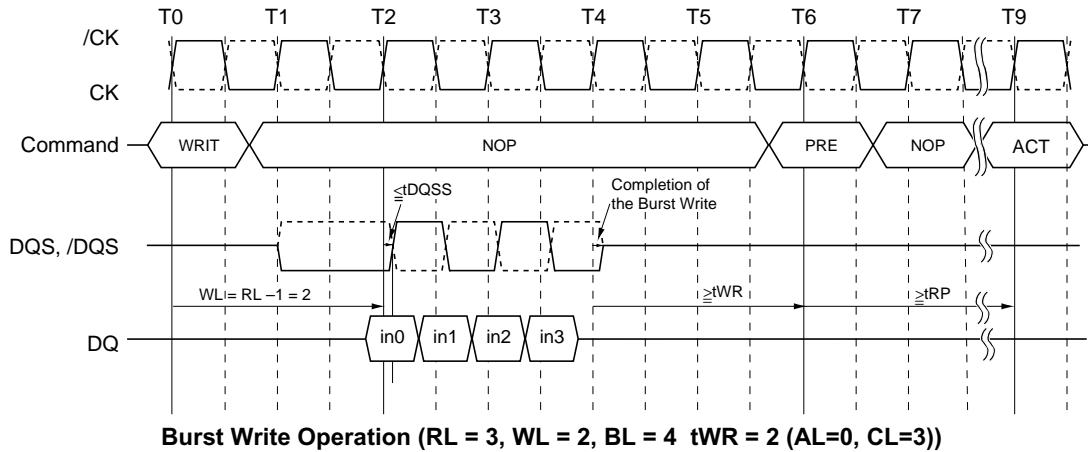 T0 T1 T2 T3 T4 T5 T6 T7 T9
/CK
CK
Command WRIT NOP PRE NOP ACT
≦tDQSS
Completion of
the Burst Write
DQS, /DQS
WL = RL –1 = 2
≧tWR
≧tRP
DQ in0 in1 in2 in3
Burst Write Operation (RL = 3, WL = 2, BL = 4 tWR = 2 (AL=0, CL=3))